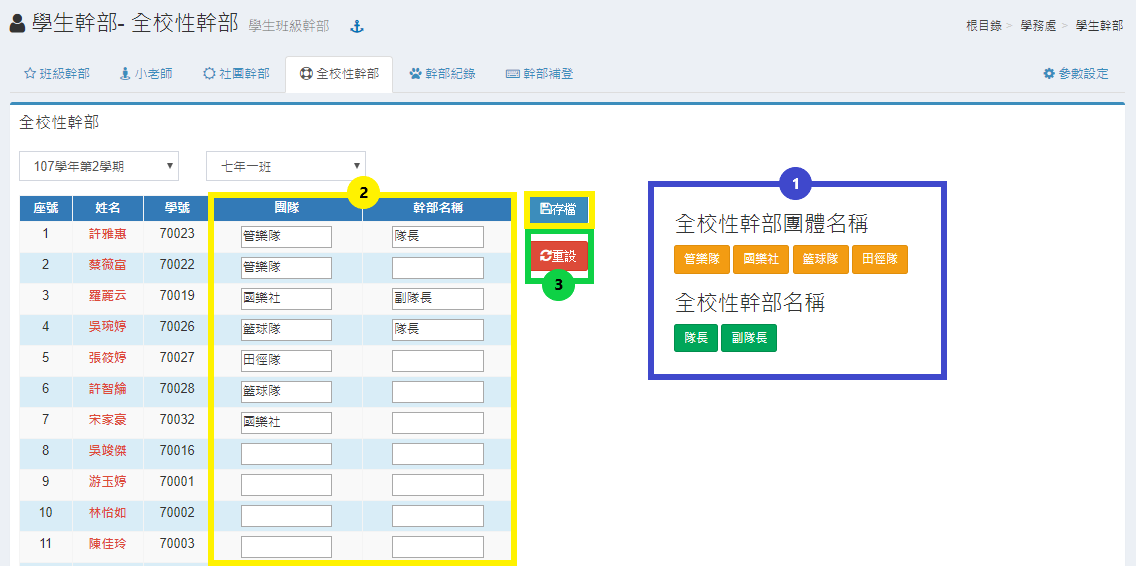 學生幹部- 全校性幹部 學生班級幹部
根目錄 > 學務處 > 學生幹部
班級幹部 小老師 社團幹部 全校性幹部 幹部紀錄 幹部補登 參數設定
全校性幹部
107學年第2學期 七年一班
座號 姓名 學號 團隊 幹部名稱
1 許雅惠 70023 管樂隊 隊長
2 蔡薇富 70022 管樂隊
3 羅麗云 70019 國樂社 副隊長
4 吳琬婷 70026 籃球隊 隊長
5 張筱婷 70027 田徑隊
6 許智綸 70028 籃球隊
7 宋家豪 70032 國樂社
8 吳竣傑 70016
9 游玉婷 70001
10 林怡如 70002
11 陳佳玲 70003
2
存檔
重設
3
1
全校性幹部團體名稱
管樂隊 國樂社 籃球隊 田徑隊
全校性幹部名稱
隊長 副隊長